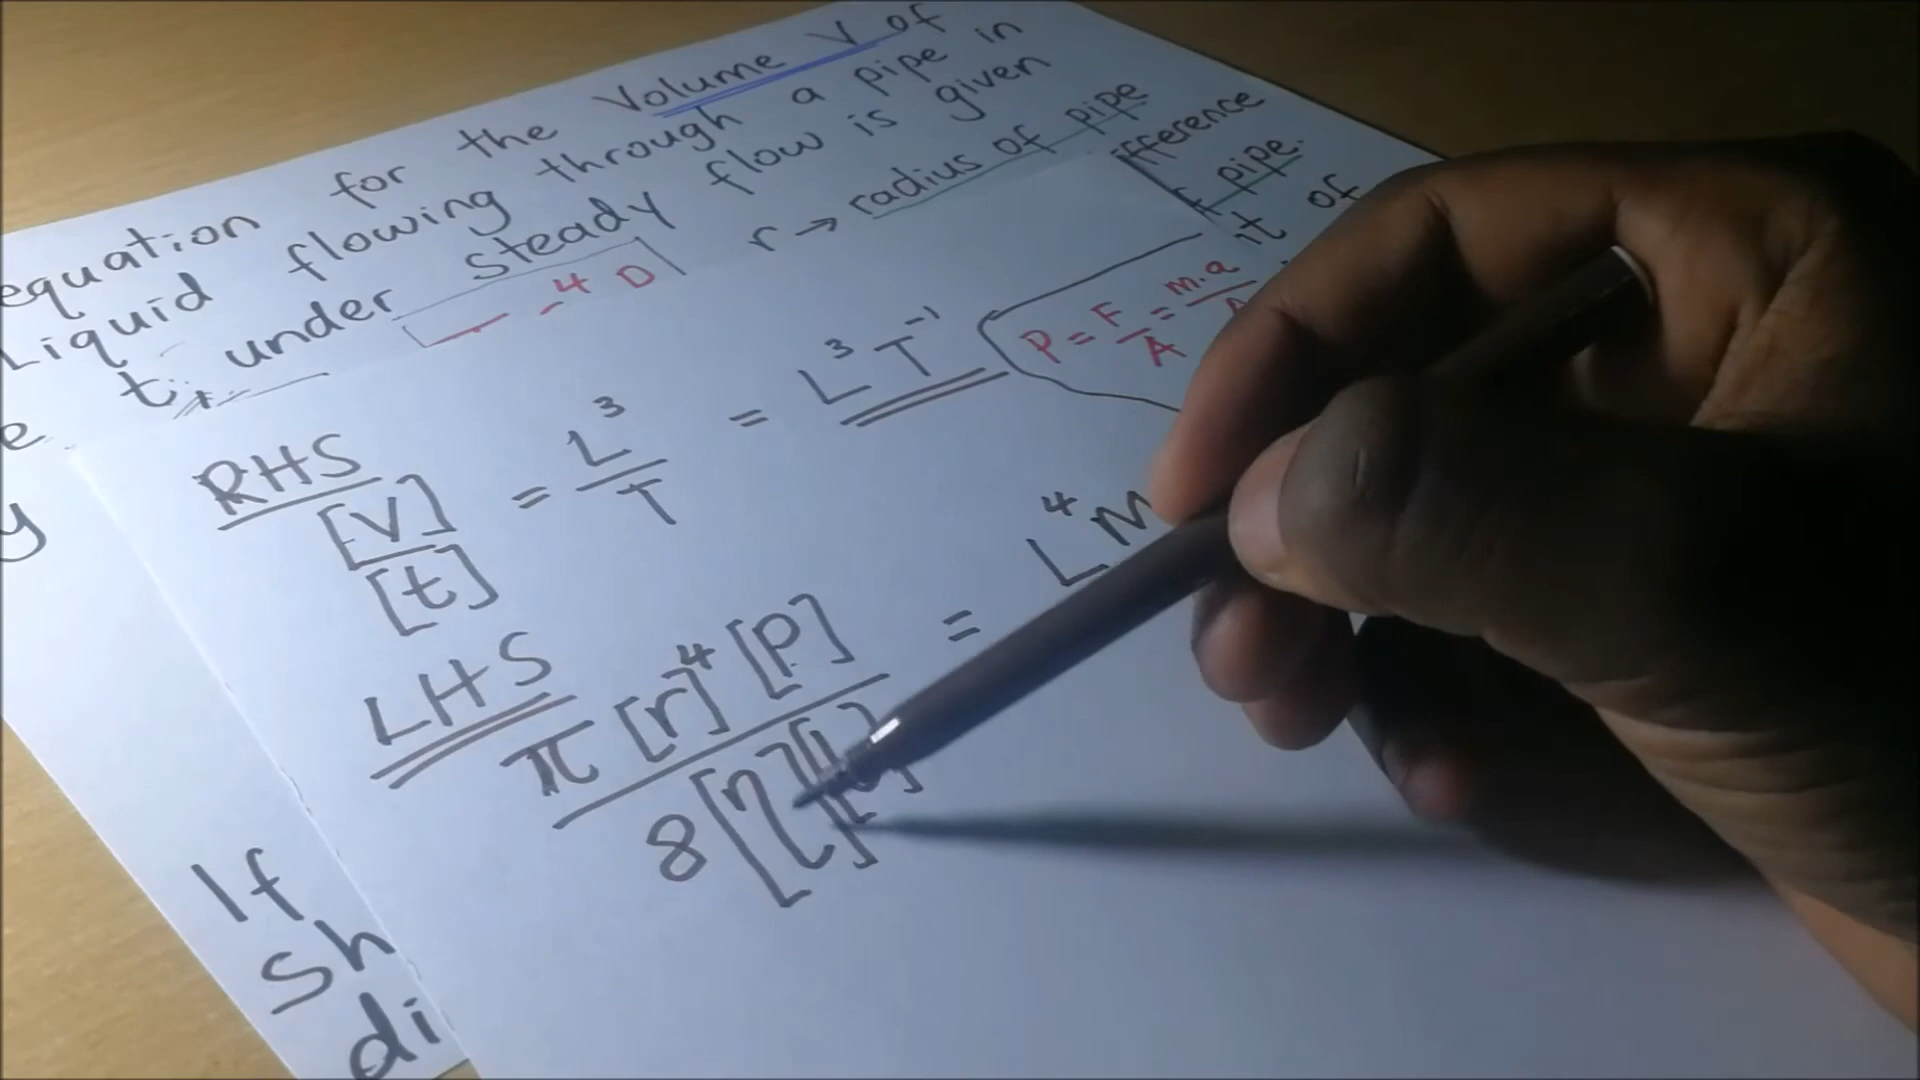 equation for the Volume V of
Liquid flowing through a pipe in
t, under steady flow is given
r → radius of pipe
fference
f pipe.
it of
4
P = F/A = m.a/A
e
y
RHS
[V]/[t] = L³/T = L³T⁻¹
LHS
π[r]⁴[P]/8[η][l] = L⁴M
If
Sh
di